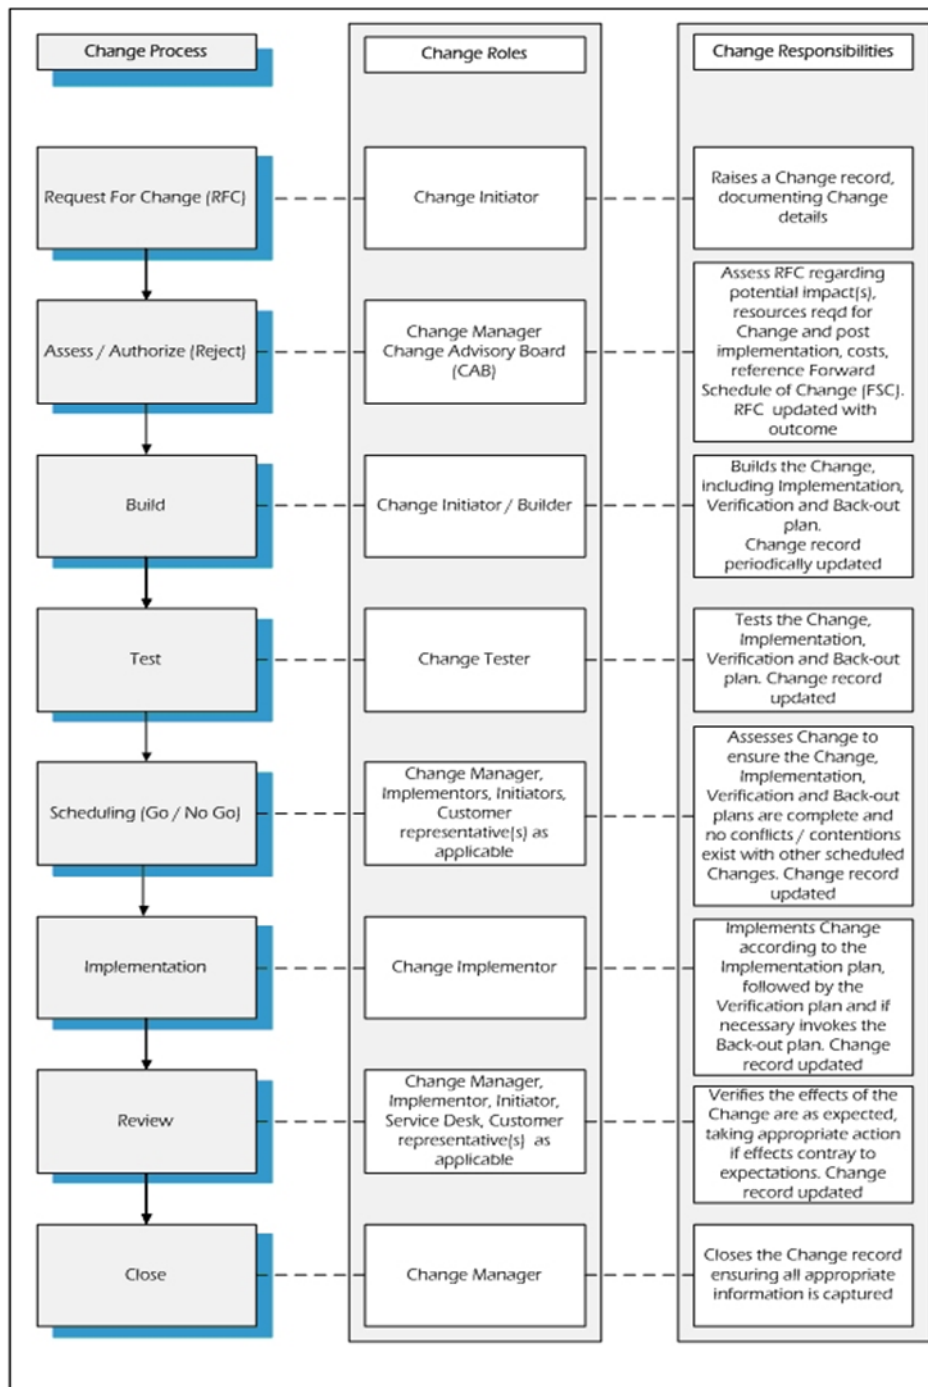 Change Process
Change Roles
Change Responsibilities
Request For Change (RFC)
Change Initiator
Raises a Change record,
documenting Change
details
Assess / Authorize (Reject)
Change Manager
Change Advisory Board
(CAB)
Assess RFC regarding
potential impact(s),
resources reqd for
Change and post
implementation, costs,
reference Forward
Schedule of Change (FSC).
RFC updated with
outcome
Build
Change Initiator / Builder
Builds the Change,
including Implementation,
Verification and Back-out
plan.
Change record
periodically updated
Test
Change Tester
Tests the Change,
Implementation,
Verification and Back-out
plan. Change record
updated
Scheduling (Go / No Go)
Change Manager,
Implementors, Initiators,
Customer
representative(s) as
applicable
Assesses Change to
ensure the Change,
Implementation,
Verification and Back-out
plans are complete and
no conflicts / contentions
exist with other scheduled
Changes. Change record
updated
Implementation
Change Implementor
Implements Change
according to the
Implementation plan,
followed by the
Verification plan and if
necessary invokes the
Back-out plan. Change
record updated
Review
Change Manager,
Implementor, Initiator,
Service Desk, Customer
representative(s) as
applicable
Verifies the effects of the
Change are as expected,
taking appropriate action
if effects contray to
expectations. Change
record updated
Close
Change Manager
Closes the Change record
ensuring all appropriate
information is captured